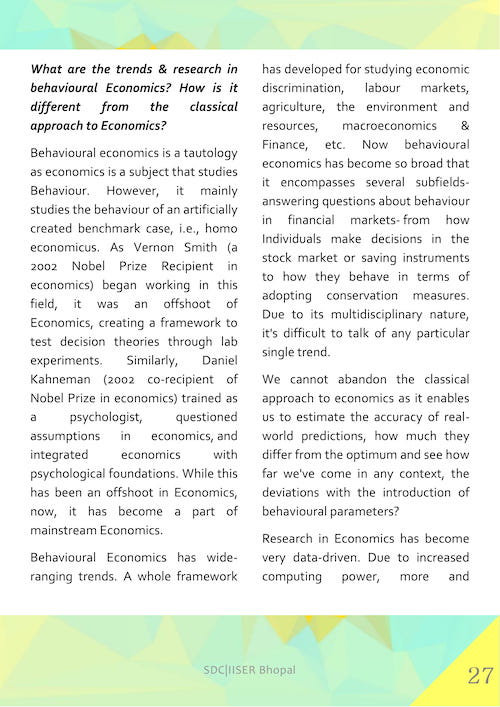 What are the trends & research in
behavioural Economics? How is it
different from the classical
approach to Economics?
Behavioural economics is a tautology
as economics is a subject that studies
Behaviour. However, it mainly
studies the behaviour of an artificially
created benchmark case, i.e., homo
economicus. As Vernon Smith (a
2002 Nobel Prize Recipient in
economics) began working in this
field, it was an offshoot of
Economics, creating a framework to
test decision theories through lab
experiments. Similarly, Daniel
Kahneman (2002 co-recipient of
Nobel Prize in economics) trained as
a psychologist, questioned
assumptions in economics, and
integrated economics with
psychological foundations. While this
has been an offshoot in Economics,
now, it has become a part of
mainstream Economics.
Behavioural Economics has wide-
ranging trends. A whole framework
has developed for studying economic
discrimination, labour markets,
agriculture, the environment and
resources, macroeconomics &
Finance, etc. Now behavioural
economics has become so broad that
it encompasses several subfields-
answering questions about behaviour
in financial markets- from how
Individuals make decisions in the
stock market or saving instruments
to how they behave in terms of
adopting conservation measures.
Due to its multidisciplinary nature,
it's difficult to talk of any particular
single trend.
We cannot abandon the classical
approach to economics as it enables
us to estimate the accuracy of real-
world predictions, how much they
differ from the optimum and see how
far we've come in any context, the
deviations with the introduction of
behavioural parameters?
Research in Economics has become
very data-driven. Due to increased
computing power, more and
SDC|IISER Bhopal
27